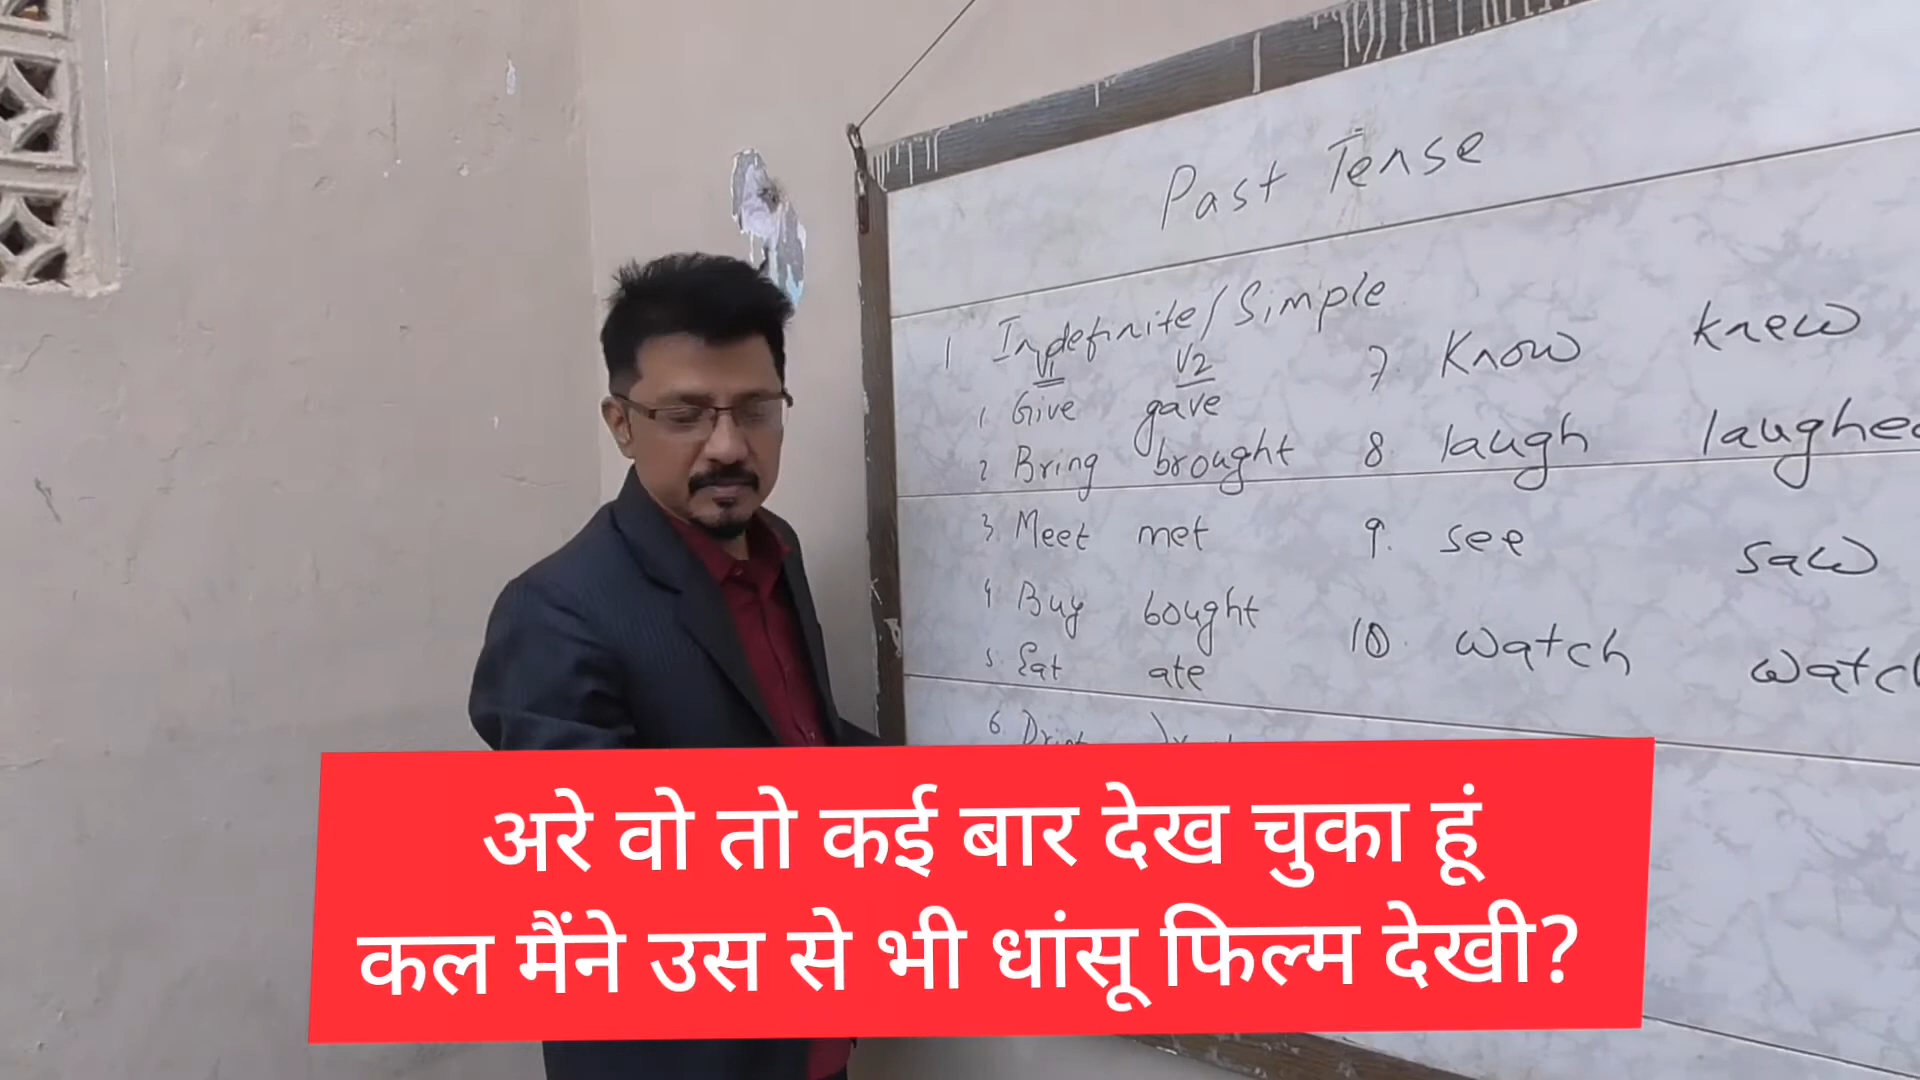 Past Tense
1 Indefinite/Simple
V1 V2
1. Give gave
2 Bring brought
3. Meet met
4. Buy bought
5. Eat ate
6
7. Know knew
8. laugh laughed
9. see saw
10. watch
अरे वो तो कई बार देख चुका हूं
कल मैंने उस से भी धांसू फिल्म देखी?